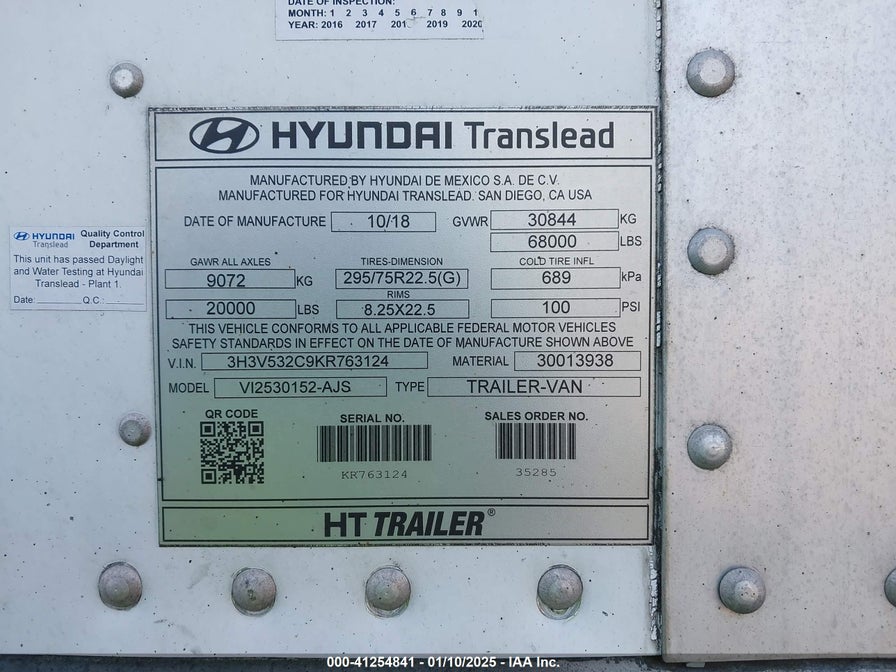 DATE OF INSPECTION:
MONTH: 1 2 3 4 5 6 7 8 9 1
YEAR: 2016 2017 201 2019 2020
HYUNDAI Translead
MANUFACTURED BY HYUNDAI DE MEXICO S.A. DE C.V.
MANUFACTURED FOR HYUNDAI TRANSLEAD. SAN DIEGO, CA USA
DATE OF MANUFACTURE 10/18 GVWR 30844 KG
68000 LBS
GAWR ALL AXLES TIRES-DIMENSION COLD TIRE INFL
9072 KG 295/75R22.5(G) 689 kPa
RIMS
20000 LBS 8.25X22.5 100 PSI
THIS VEHICLE CONFORMS TO ALL APPLICABLE FEDERAL MOTOR VEHICLES
SAFETY STANDARDS IN EFFECT ON THE DATE OF MANUFACTURE SHOWN ABOVE
V.I.N. 3H3V532C9KR763124 MATERIAL 30013938
MODEL VI2530152-AJS TYPE TRAILER-VAN
QR CODE SERIAL NO. SALES ORDER NO.
KR763124 35285
HT TRAILER®
HYUNDAI Translead
Quality Control
Department
This unit has passed Daylight
and Water Testing at Hyundai
Translead - Plant 1.
Date: Q.C.:
000-41254841 - 01/10/2025 - IAA Inc.